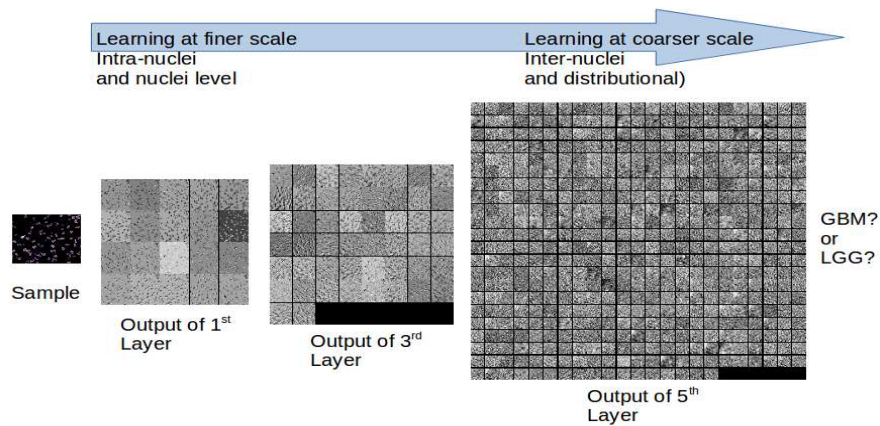 Learning at finer scale
Intra-nuclei
and nuclei level
Learning at coarser scale
Inter-nuclei
and distributional)
Sample
Output of 1st
Layer
Output of 3rd
Layer
Output of 5th
Layer
GBM?
or
LGG?